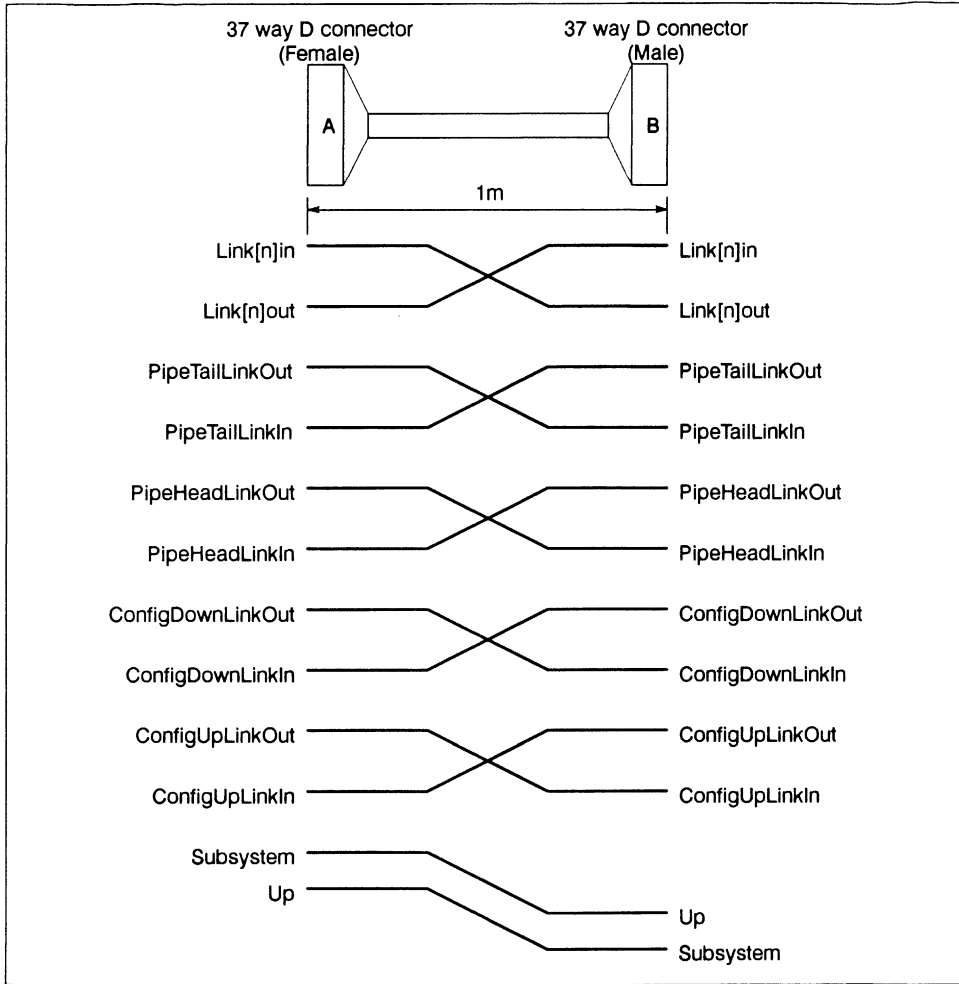 37 way D connector
(Female)
37 way D connector
(Male)
A
B
1m
Link[n]in
Link[n]in
Link[n]out
Link[n]out
PipeTailLinkOut
PipeTailLinkOut
PipeTailLinkIn
PipeTailLinkIn
PipeHeadLinkOut
PipeHeadLinkOut
PipeHeadLinkIn
PipeHeadLinkIn
ConfigDownLinkOut
ConfigDownLinkOut
ConfigDownLinkIn
ConfigDownLinkIn
ConfigUpLinkOut
ConfigUpLinkOut
ConfigUpLinkIn
ConfigUpLinkIn
Subsystem
Up
Up
Subsystem